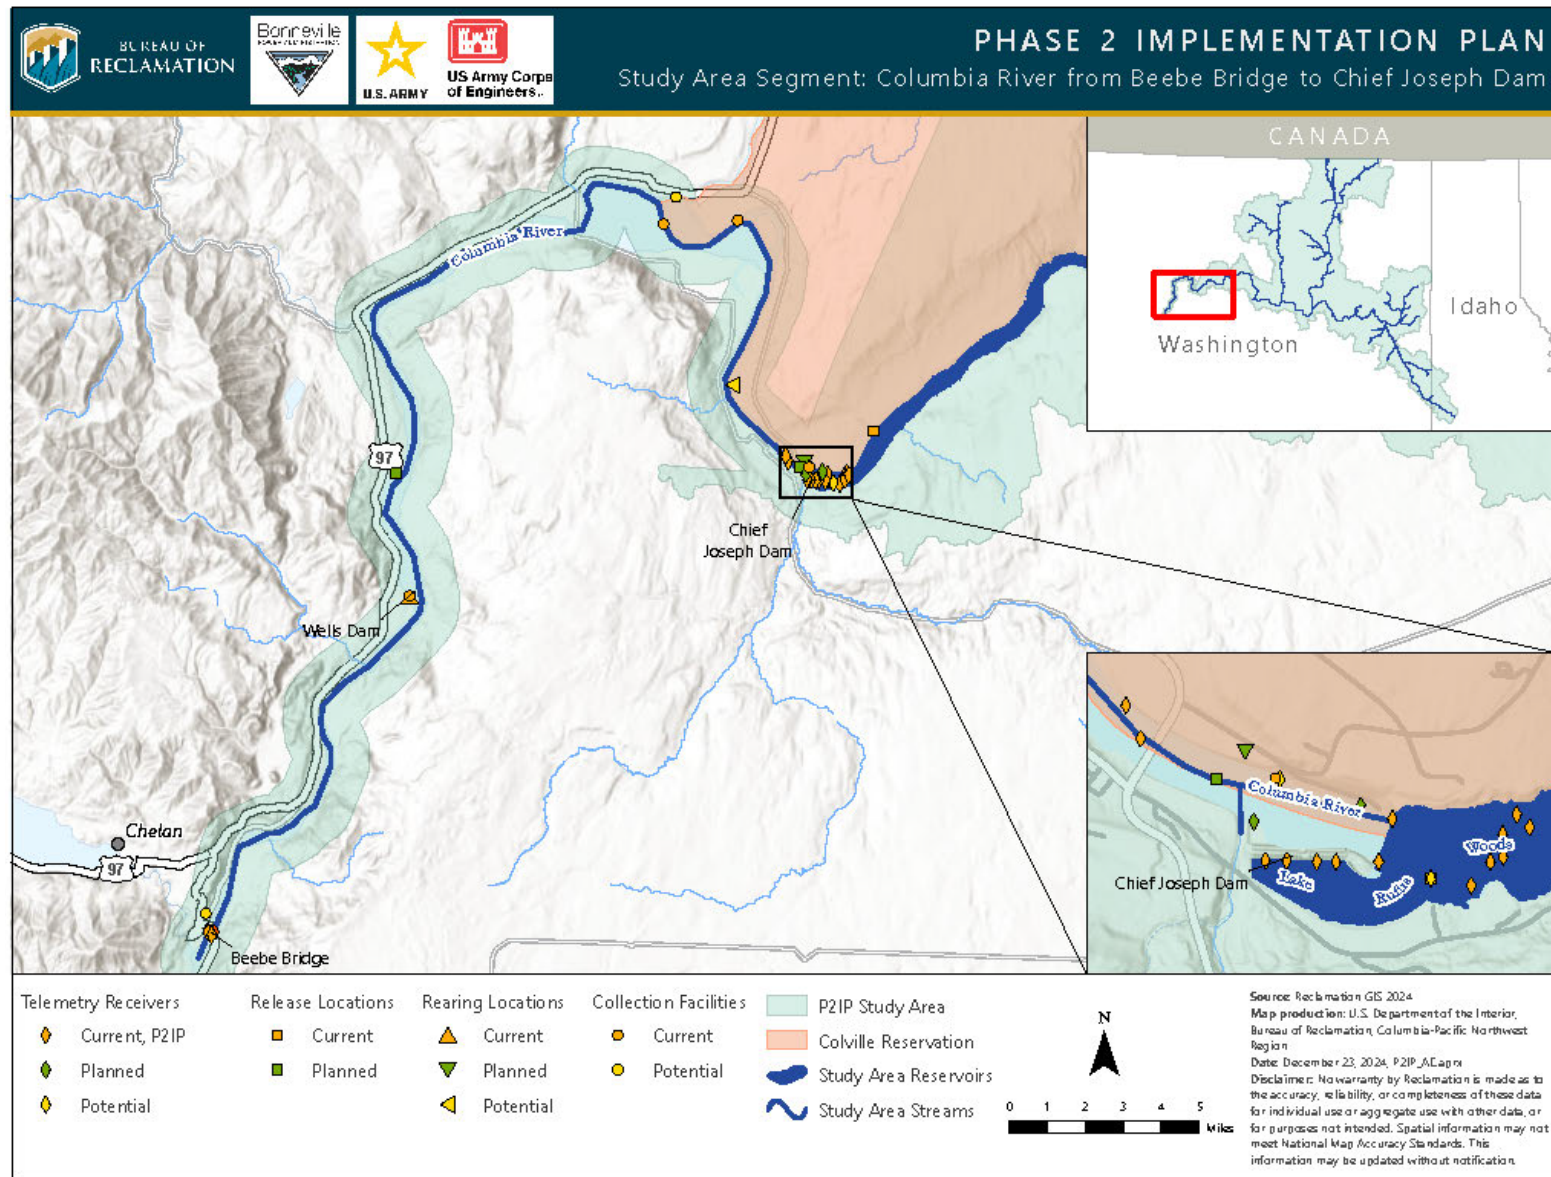 BUREAU OF
RECLAMATION
Bonneville
POWER ADMINISTRATION
U.S. ARMY
US Army Corps
of Engineers®
PHASE 2 IMPLEMENTATION PLAN
Study Area Segment: Columbia River from Beebe Bridge to Chief Joseph Dam
CANADA
Idaho
Washington
Columbia River
97
Chief
Joseph Dam
Wells Dam
Chelan
97
Beebe Bridge
Columbia River
Woods
Chief Joseph Dam
Lake
Rufus
Telemetry Receivers
Current, P2IP
Planned
Potential
Release Locations
Current
Planned
Rearing Locations
Current
Planned
Potential
Collection Facilities
Current
Potential
P2IP Study Area
Colville Reservation
Study Area Reservoirs
Study Area Streams
N
0 1 2 3 4 5
Miles
Source: Reclamation GIS 2024
Map production: U.S. Department of the Interior,
Bureau of Reclamation, Columbia-Pacific Northwest
Region
Date: December 23, 2024, P2IP_AE.aprx
Disclaimer: No warranty by Reclamation is made as to
the accuracy, reliability, or completeness of these data
for individual use or aggregate use with other data, or
for purposes not intended. Spatial information may not
meet National Map Accuracy Standards. This
information may be updated without notification.